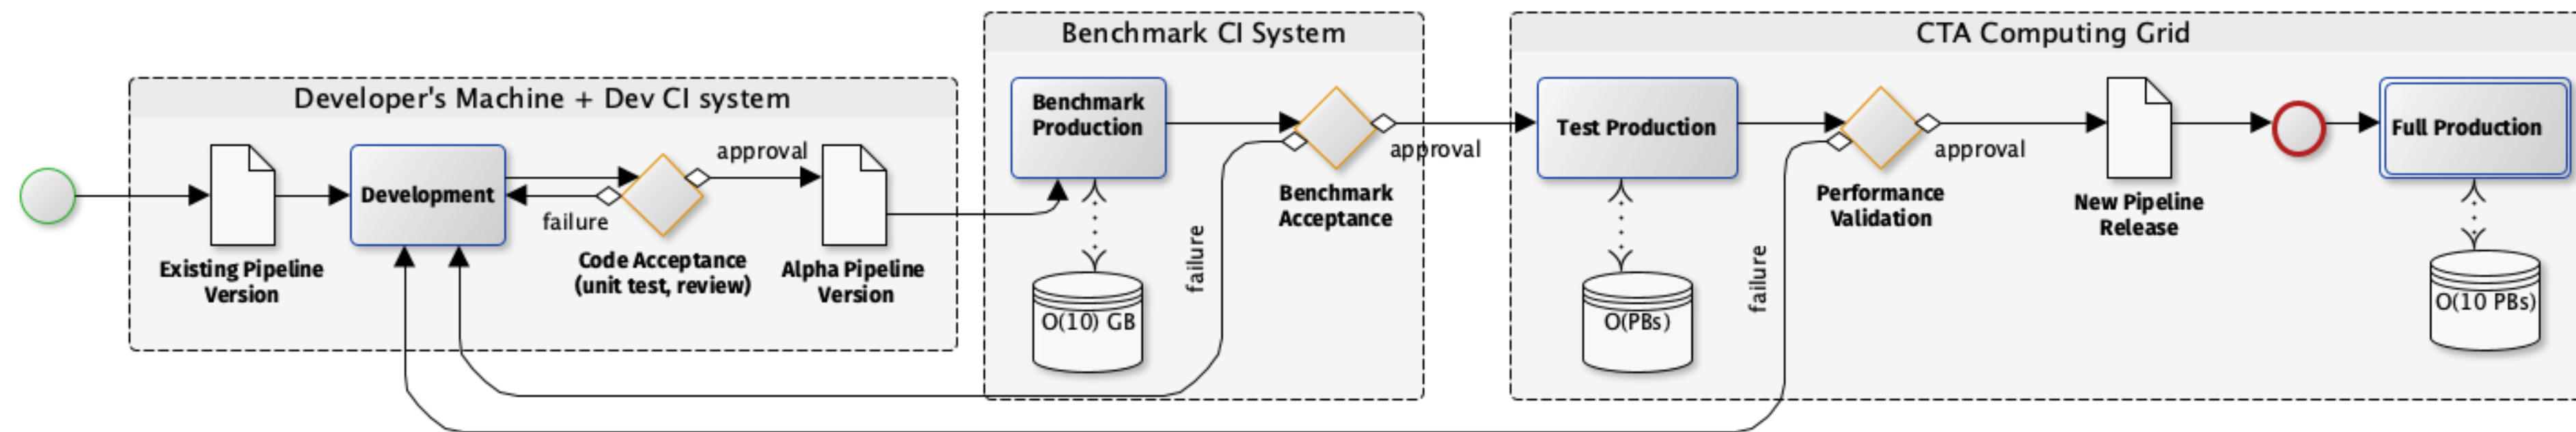 Developer's Machine + Dev CI system
Existing Pipeline
Version
Development
failure
approval
Code Acceptance
(unit test, review)
Alpha Pipeline
Version
Benchmark CI System
Benchmark
Production
O(10) GB
failure
approval
Benchmark
Acceptance
CTA Computing Grid
Test Production
O(PBs)
failure
approval
Performance
Validation
New Pipeline
Release
Full Production
O(10 PBs)